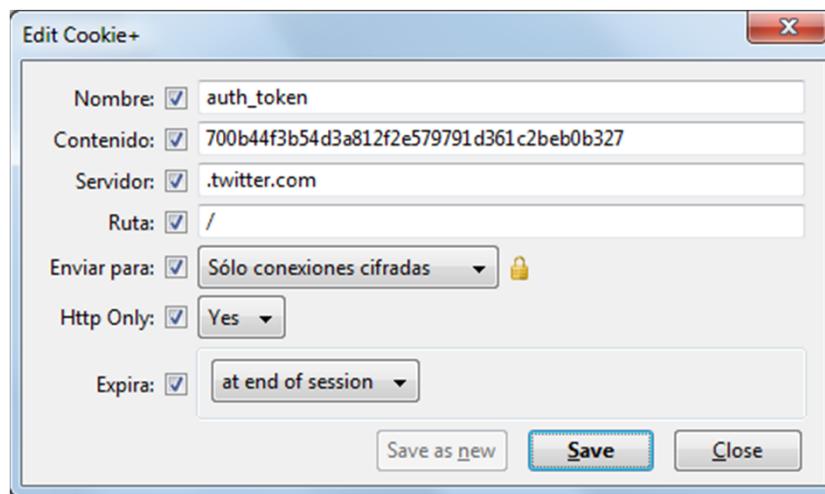 Edit Cookie+
Nombre: auth_token
Contenido: 700b44f3b54d3a812f2e579791d361c2beb0b327
Servidor: .twitter.com
Ruta: /
Enviar para: Sólo conexiones cifradas
Http Only: Yes
Expira: at end of session
Save as new Save Close